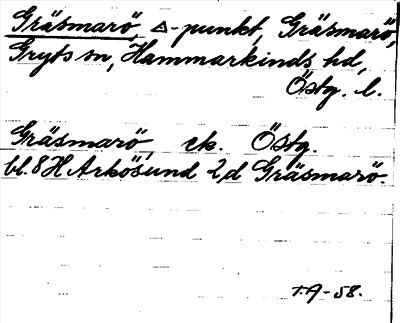 Gräsmarö, △-punkt, Gräsmarö,
Gryts sn, Hammarkinds hd,
Östg. l.
Gräsmarö, ek. Östg.
bl. 8H Arkösund 2d Gräsmarö.
T.A-58.